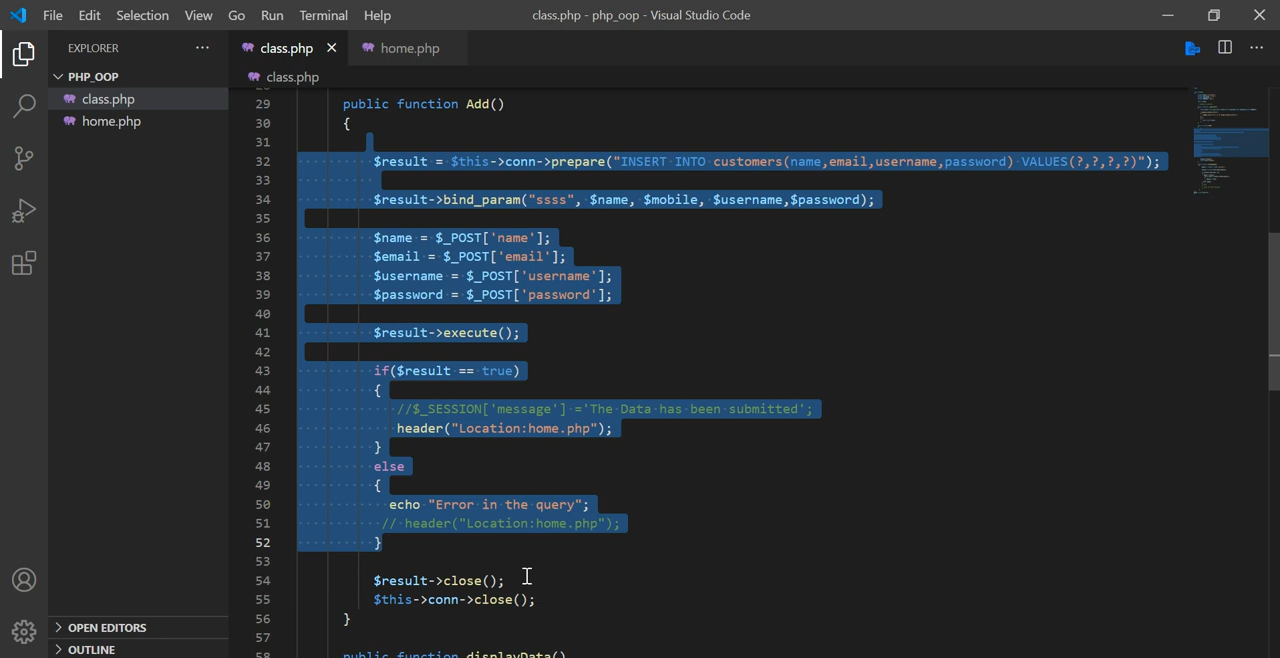 File Edit Selection View Go Run Terminal Help class.php - php_oop - Visual Studio Code
EXPLORER ··· class.php home.php ···
PHP_OOP class.php
class.php
home.php
29 public function Add()
30 {
31
32 $result = $this->conn->prepare("INSERT INTO customers(name,email,username,password) VALUES(?,?,?,?)");
33
34 $result->bind_param("ssss", $name, $mobile, $username,$password);
35
36 $name = $_POST['name'];
37 $email = $_POST['email'];
38 $username = $_POST['username'];
39 $password = $_POST['password'];
40
41 $result->execute();
42
43 if($result == true)
44 {
45 //$_SESSION['message'] ='The Data has been submitted';
46 header("Location:home.php");
47 }
48 else
49 {
50 echo "Error in the query";
51 // header("Location:home.php");
52 }
53
54 $result->close();
55 $this->conn->close();
56 }
57
58 public function displayData()
OPEN EDITORS
OUTLINE